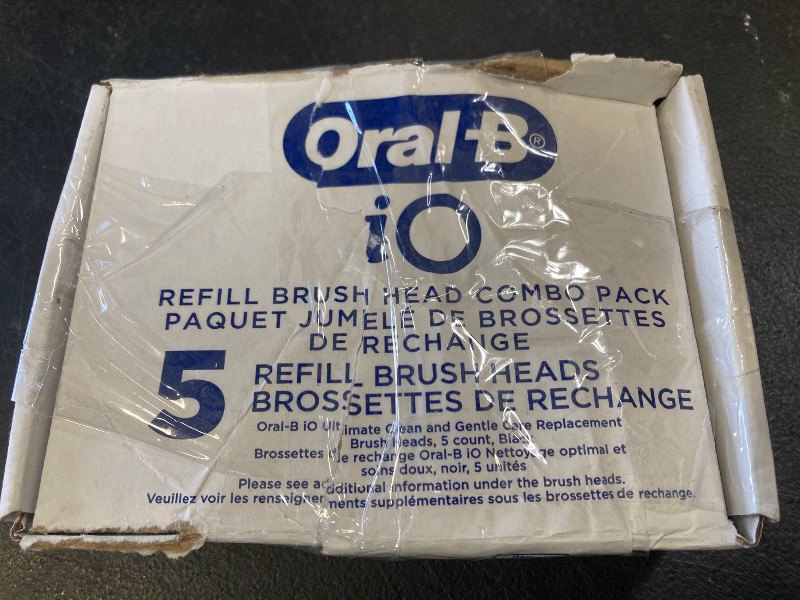 Oral-B®
iO
REFILL BRUSH HEAD COMBO PACK
PAQUET JUMELÉ DE BROSSETTES
DE RECHANGE
5
REFILL BRUSH HEADS
BROSSETTES DE RECHANGE
Oral-B iO Ultimate Clean and Gentle Care Replacement
Brush Heads, 5 count, Black
Brossettes de rechange Oral-B iO Nettoyage optimal et
soins doux, noir, 5 unités
Please see additional information under the brush heads.
Veuillez voir les renseignements supplémentaires sous les brossettes de rechange.